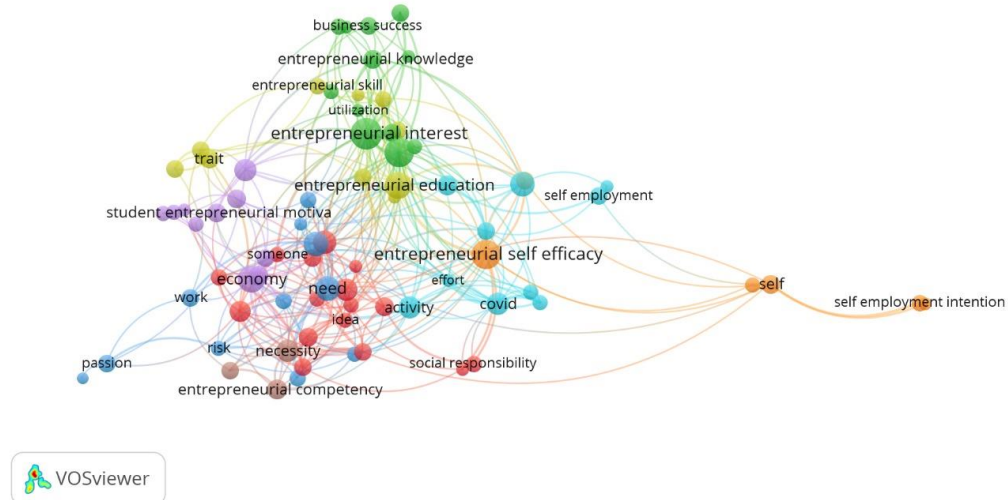 business success
entrepreneurial knowledge
entrepreneurial skill
utilization
entrepreneurial interest
trait
entrepreneurial education
self employment
student entrepreneurial motiva
someone
entrepreneurial self efficacy
economy
effort
self
need
work
covid
self employment intention
activity
idea
risk
necessity
passion
social responsibility
entrepreneurial competency
VOSviewer